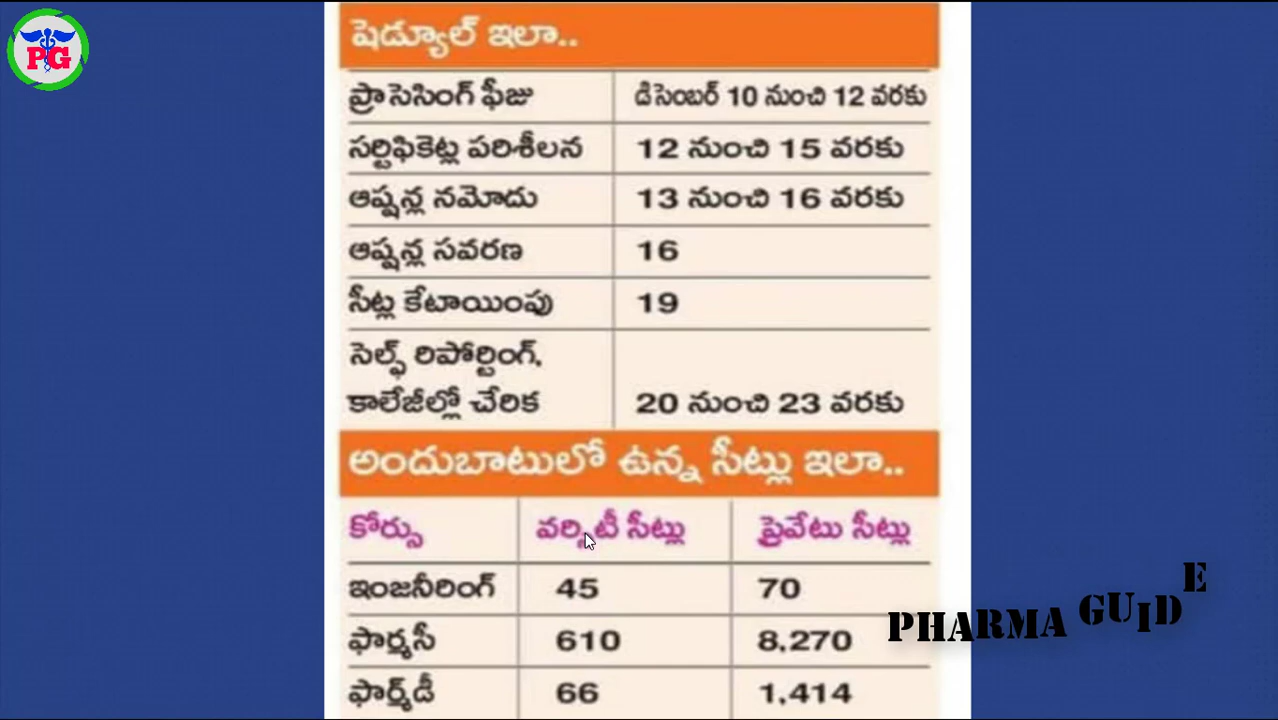 PG
షెడ్యూల్ ఇలా..
ప్రాసెసింగ్ ఫీజు డిసెంబర్ 10 నుంచి 12 వరకు
సర్టిఫికెట్ల పరిశీలన 12 నుంచి 15 వరకు
ఆప్షన్ల నమోదు 13 నుంచి 16 వరకు
ఆప్షన్ల సవరణ 16
సీట్ల కేటాయింపు 19
సెల్ఫ్ రిపోర్టింగ్,
కాలేజీల్లో చేరిక 20 నుంచి 23 వరకు
అందుబాటులో ఉన్న సీట్లు ఇలా..
కోర్సు వర్సిటీ సీట్లు ప్రైవేటు సీట్లు
ఇంజనీరింగ్ 45 70
ఫార్మసీ 610 8,270
ఫార్మ్‌డీ 66 1,414
PHARMA GUIDE